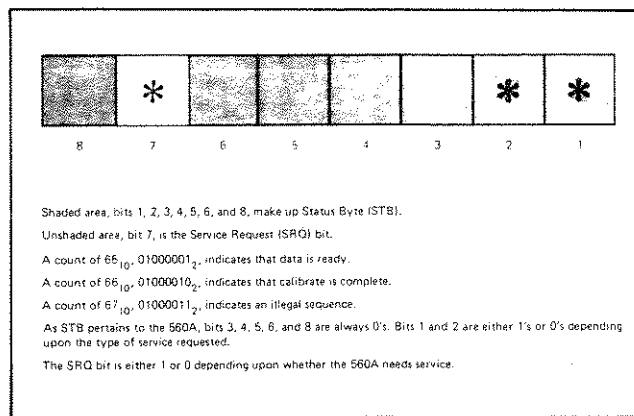 * * *
8 7 6 5 4 3 2 1
Shaded area, bits 1, 2, 3, 4, 5, 6, and 8, make up Status Byte (STB).
Unshaded area, bit 7, is the Service Request (SRQ) bit.
A count of 65₁₀, 01000001₂, indicates that data is ready.
A count of 66₁₀, 01000010₂, indicates that calibrate is complete.
A count of 67₁₀, 01000011₂, indicates an illegal sequence.
As STB pertains to the 560A, bits 3, 4, 5, 6, and 8 are always 0's. Bits 1 and 2 are either 1's or 0's depending
upon the type of service requested.
The SRQ bit is either 1 or 0 depending upon whether the 560A needs service.